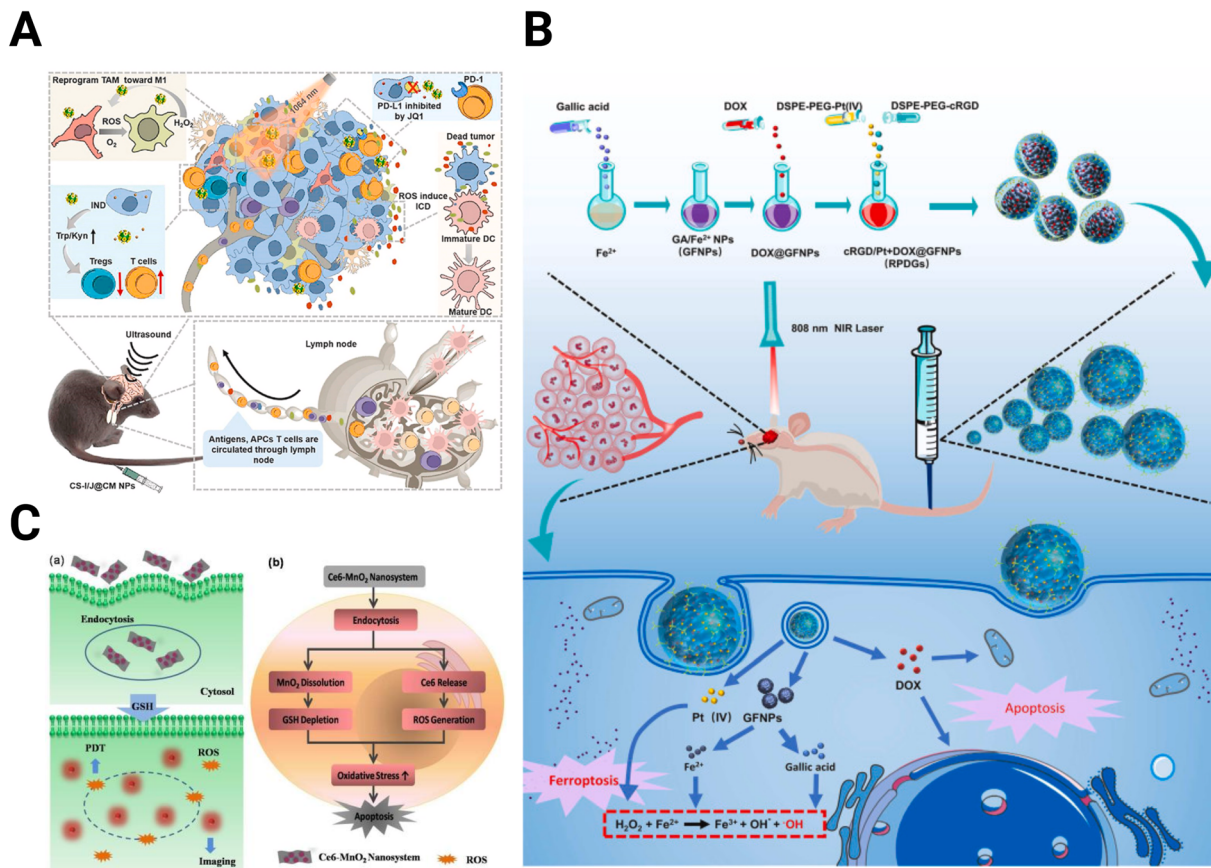 A
Reprogram TAM toward M1
ROS
O₂
H₂O₂
1064 nm
PD-1
PD-L1 inhibited
by JQ1
Dead tumor
ROS induce
ICD
Immature DC
Mature DC
IND
Trp/Kyn
Tregs
T cells
Ultrasound
CS-I/J@CM NPs
Lymph node
Antigens, APCs T cells are
circulated through lymph
node
B
Gallic acid
DOX
DSPE-PEG-Pt(IV)
DSPE-PEG-cRGD
Fe²⁺
GA/Fe²⁺ NPs
(GFNPs)
DOX@GFNPs
cRGD/Pt+DOX@GFNPs
(RPDGs)
808 nm NIR Laser
Pt (IV)
GFNPs
DOX
Apoptosis
Fe²⁺
Gallic acid
Ferroptosis
H₂O₂ + Fe²⁺ → Fe³⁺ + OH⁻ + ·OH
C
(a)
Endocytosis
Cytosol
GSH
PDT
ROS
Imaging
(b)
Ce6-MnO₂ Nanosystem
Endocytosis
MnO₂ Dissolution
Ce6 Release
GSH Depletion
ROS Generation
Oxidative Stress ↑
Apoptosis
Ce6-MnO₂ Nanosystem
ROS